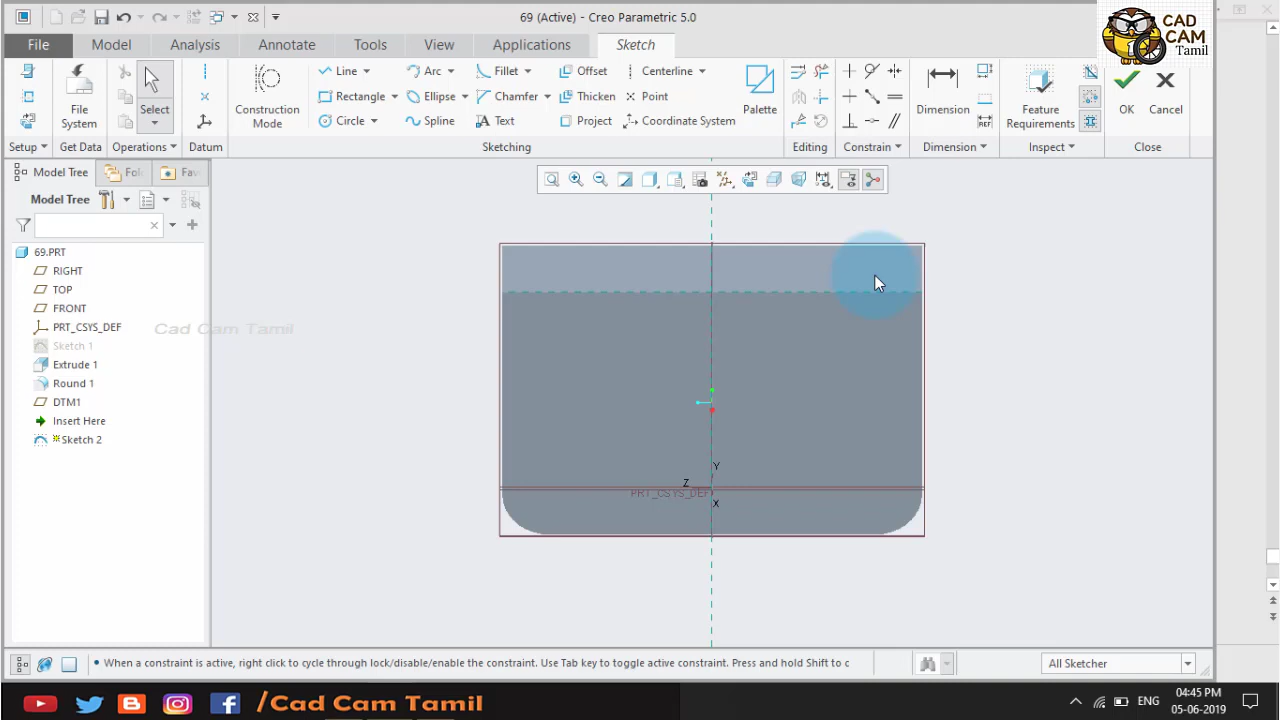 69 (Active) - Creo Parametric 5.0
CAD
CAM
Tamil
File
Model
Analysis
Annotate
Tools
View
Applications
Sketch
File
System
Select
Construction
Mode
Line
Arc
Fillet
Offset
Centerline
Rectangle
Ellipse
Chamfer
Thicken
Point
Circle
Spline
Text
Project
Coordinate System
Palette
Dimension
REF
Feature
Requirements
OK
Cancel
Setup
Get Data
Operations
Datum
Sketching
Editing
Constrain
Dimension
Inspect
Close
Model Tree
Fol
Fav
Model Tree
69.PRT
RIGHT
TOP
FRONT
PRT_CSYS_DEF
Cad Cam Tamil
Sketch 1
Extrude 1
Round 1
DTM1
Insert Here
Sketch 2
Y
Z
PRT_CSYS_DEF
X
• When a constraint is active, right click to cycle through lock/disable/enable the constraint. Use Tab key to toggle active constraint. Press and hold Shift to c
All Sketcher
/Cad Cam Tamil
ENG
04:45 PM
05-06-2019